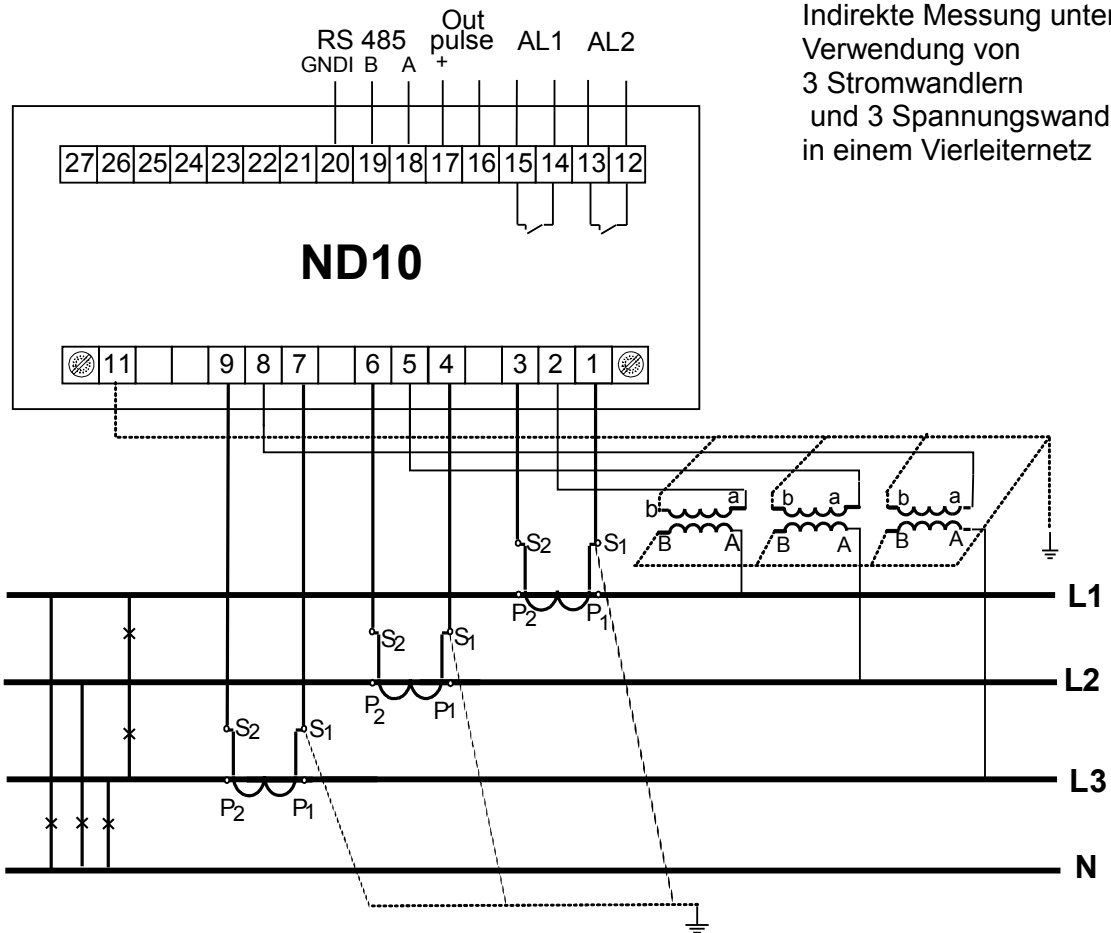 Indirekte Messung unter
Verwendung von
3 Stromwandlern
und 3 Spannungswand
in einem Vierleiternetz
Out
RS 485 pulse AL1 AL2
GNDI B A +
27 26 25 24 23 22 21 20 19 18 17 16 15 14 13 12
ND10
11 9 8 7 6 5 4 3 2 1
b a b a b a
B A B A B A
S2 S1
P2 P1
L1
S2 S1
P2 P1
L2
S2 S1
P2 P1
L3
N